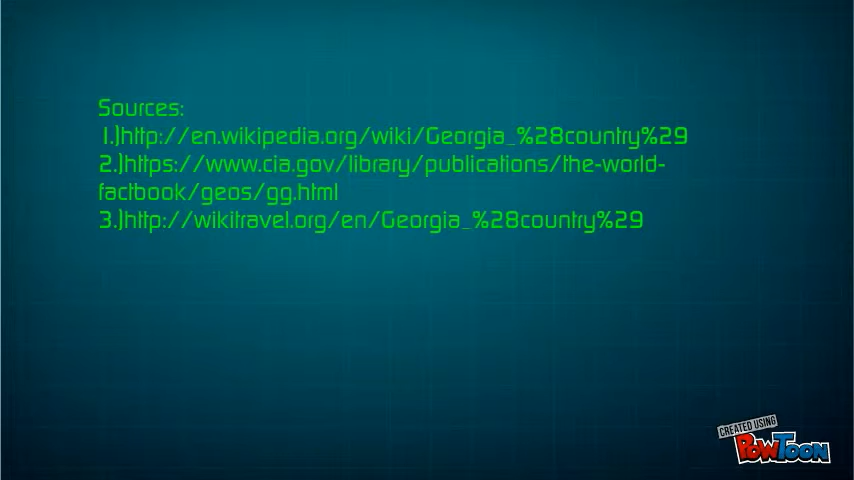 Sources:
1.)http://en.wikipedia.org/wiki/Georgia_%28country%29
2.)https://www.cia.gov/library/publications/the-world-
factbook/geos/gg.html
3.)http://wikitravel.org/en/Georgia_%28country%29
CREATED USING
POWTOON